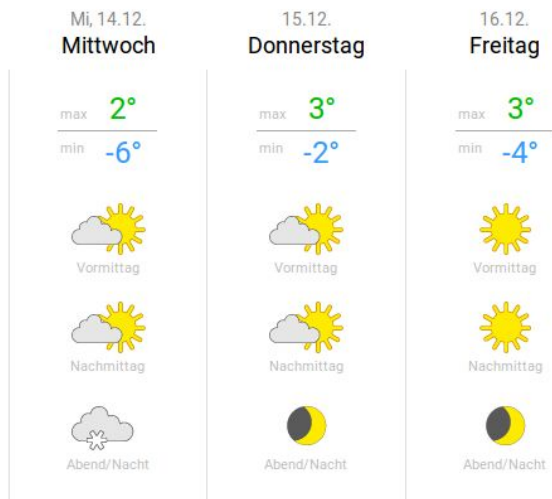 Mi, 14.12.
Mittwoch
max 2°
min -6°
Vormittag
Nachmittag
Abend/Nacht
15.12.
Donnerstag
max 3°
min -2°
Vormittag
Nachmittag
Abend/Nacht
16.12.
Freitag
max 3°
min -4°
Vormittag
Nachmittag
Abend/Nacht